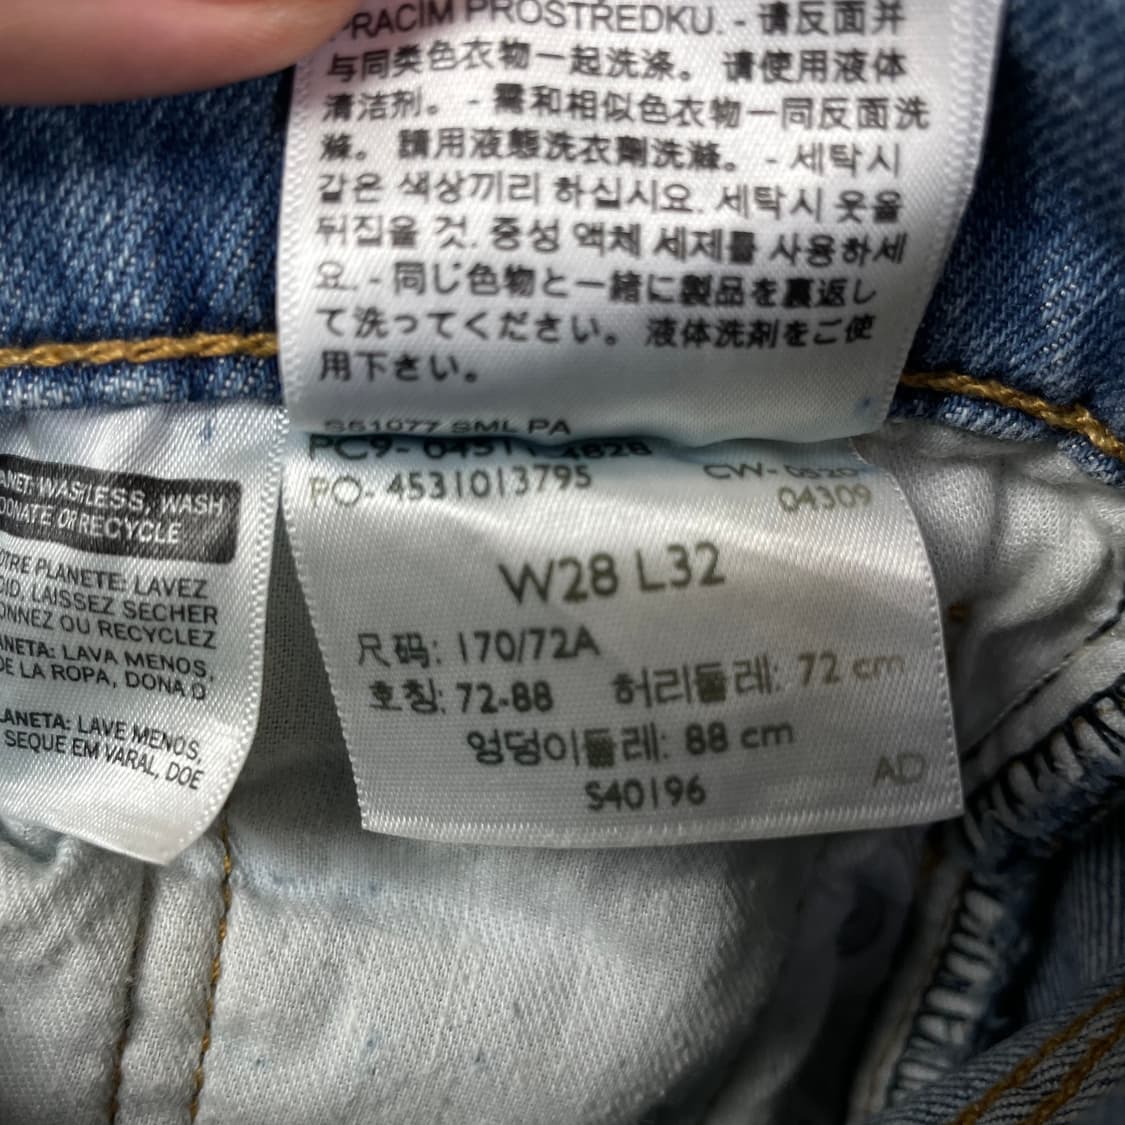 PRACÍM PROSTŘEDKU. - 请反面并
与同类色衣物一起洗涤。 请使用液体
清洁剂。 - 需和相似色衣物一同反面洗
滌。 請用液態洗衣劑洗滌。 - 세탁시
같은 색상끼리 하십시요. 세탁시 옷을
뒤집을 것. 중성 액체 세제를 사용하세
요. - 同じ色物と一緒に製品を裏返し
て洗ってください。 液体洗剤をご使
用下さい。
S51077 SML PA
PO- 4531013795
04309
W28 L32
尺码: 170/72A
호칭: 72-88 허리둘레: 72 cm
엉덩이둘레: 88 cm
S40196 AD
WASH LESS, WASH
DONATE OR RECYCLE
PLANETE: LAVEZ
LAISSEZ SECHER
OU RECYCLEZ
LAVA MENOS,
DE LA ROPA, DONA O
PLANETA: LAVE MENOS,
SEQUE EM VARAL, DOE